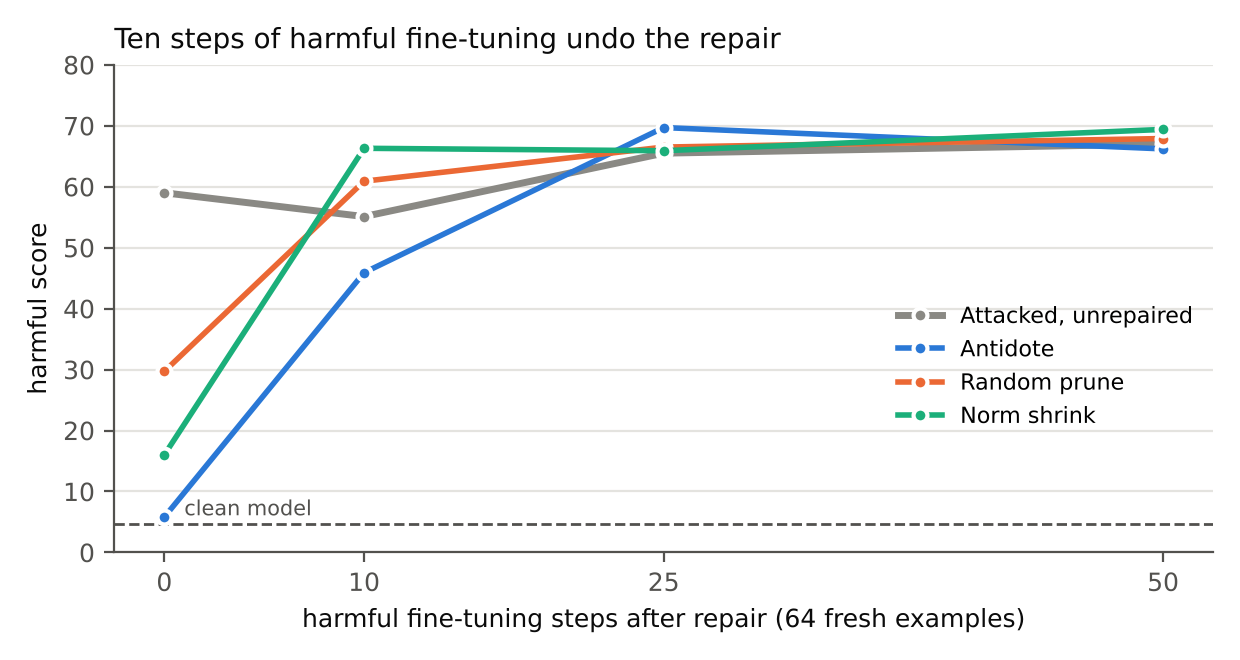 Ten steps of harmful fine-tuning undo the repair
harmful score
80
70
60
50
40
30
20
10
0
Attacked, unrepaired
Antidote
Random prune
Norm shrink
clean model
0 10 25 50
harmful fine-tuning steps after repair (64 fresh examples)